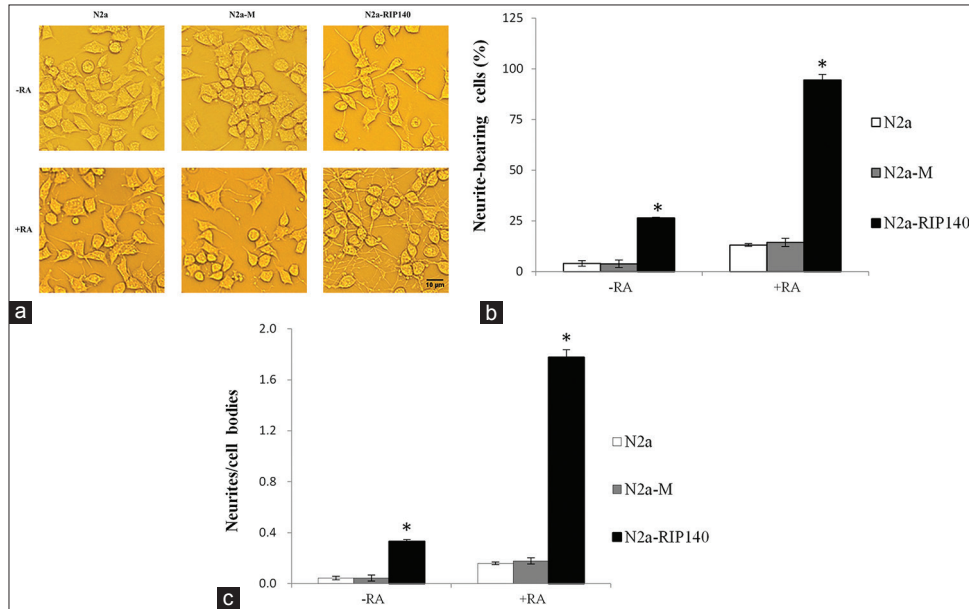 N2a N2a-M N2a-RIP140
-RA
+RA
10 µm
a
Neurite-bearing cells (%)
125
100
75
50
25
0
*
*
-RA +RA
N2a
N2a-M
N2a-RIP140
b
Neurites/cell bodies
2.0
1.6
1.2
0.8
0.4
0.0
*
*
-RA +RA
N2a
N2a-M
N2a-RIP140
c